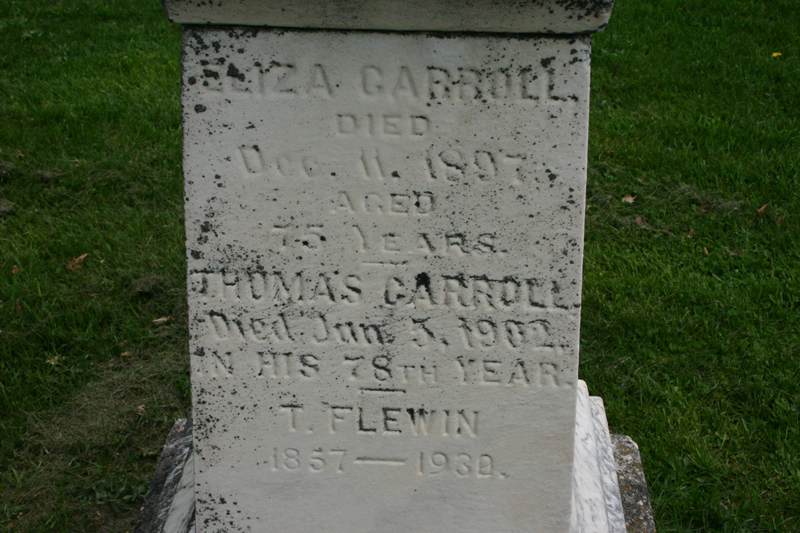 ELIZA CARROLL.
DIED
Dec. 11. 1897
AGED
75 YEARS.
THOMAS CARROLL.
Died Jan. 3, 1902,
IN HIS 78TH YEAR.
T. FLEWIN
1857 — 1930.